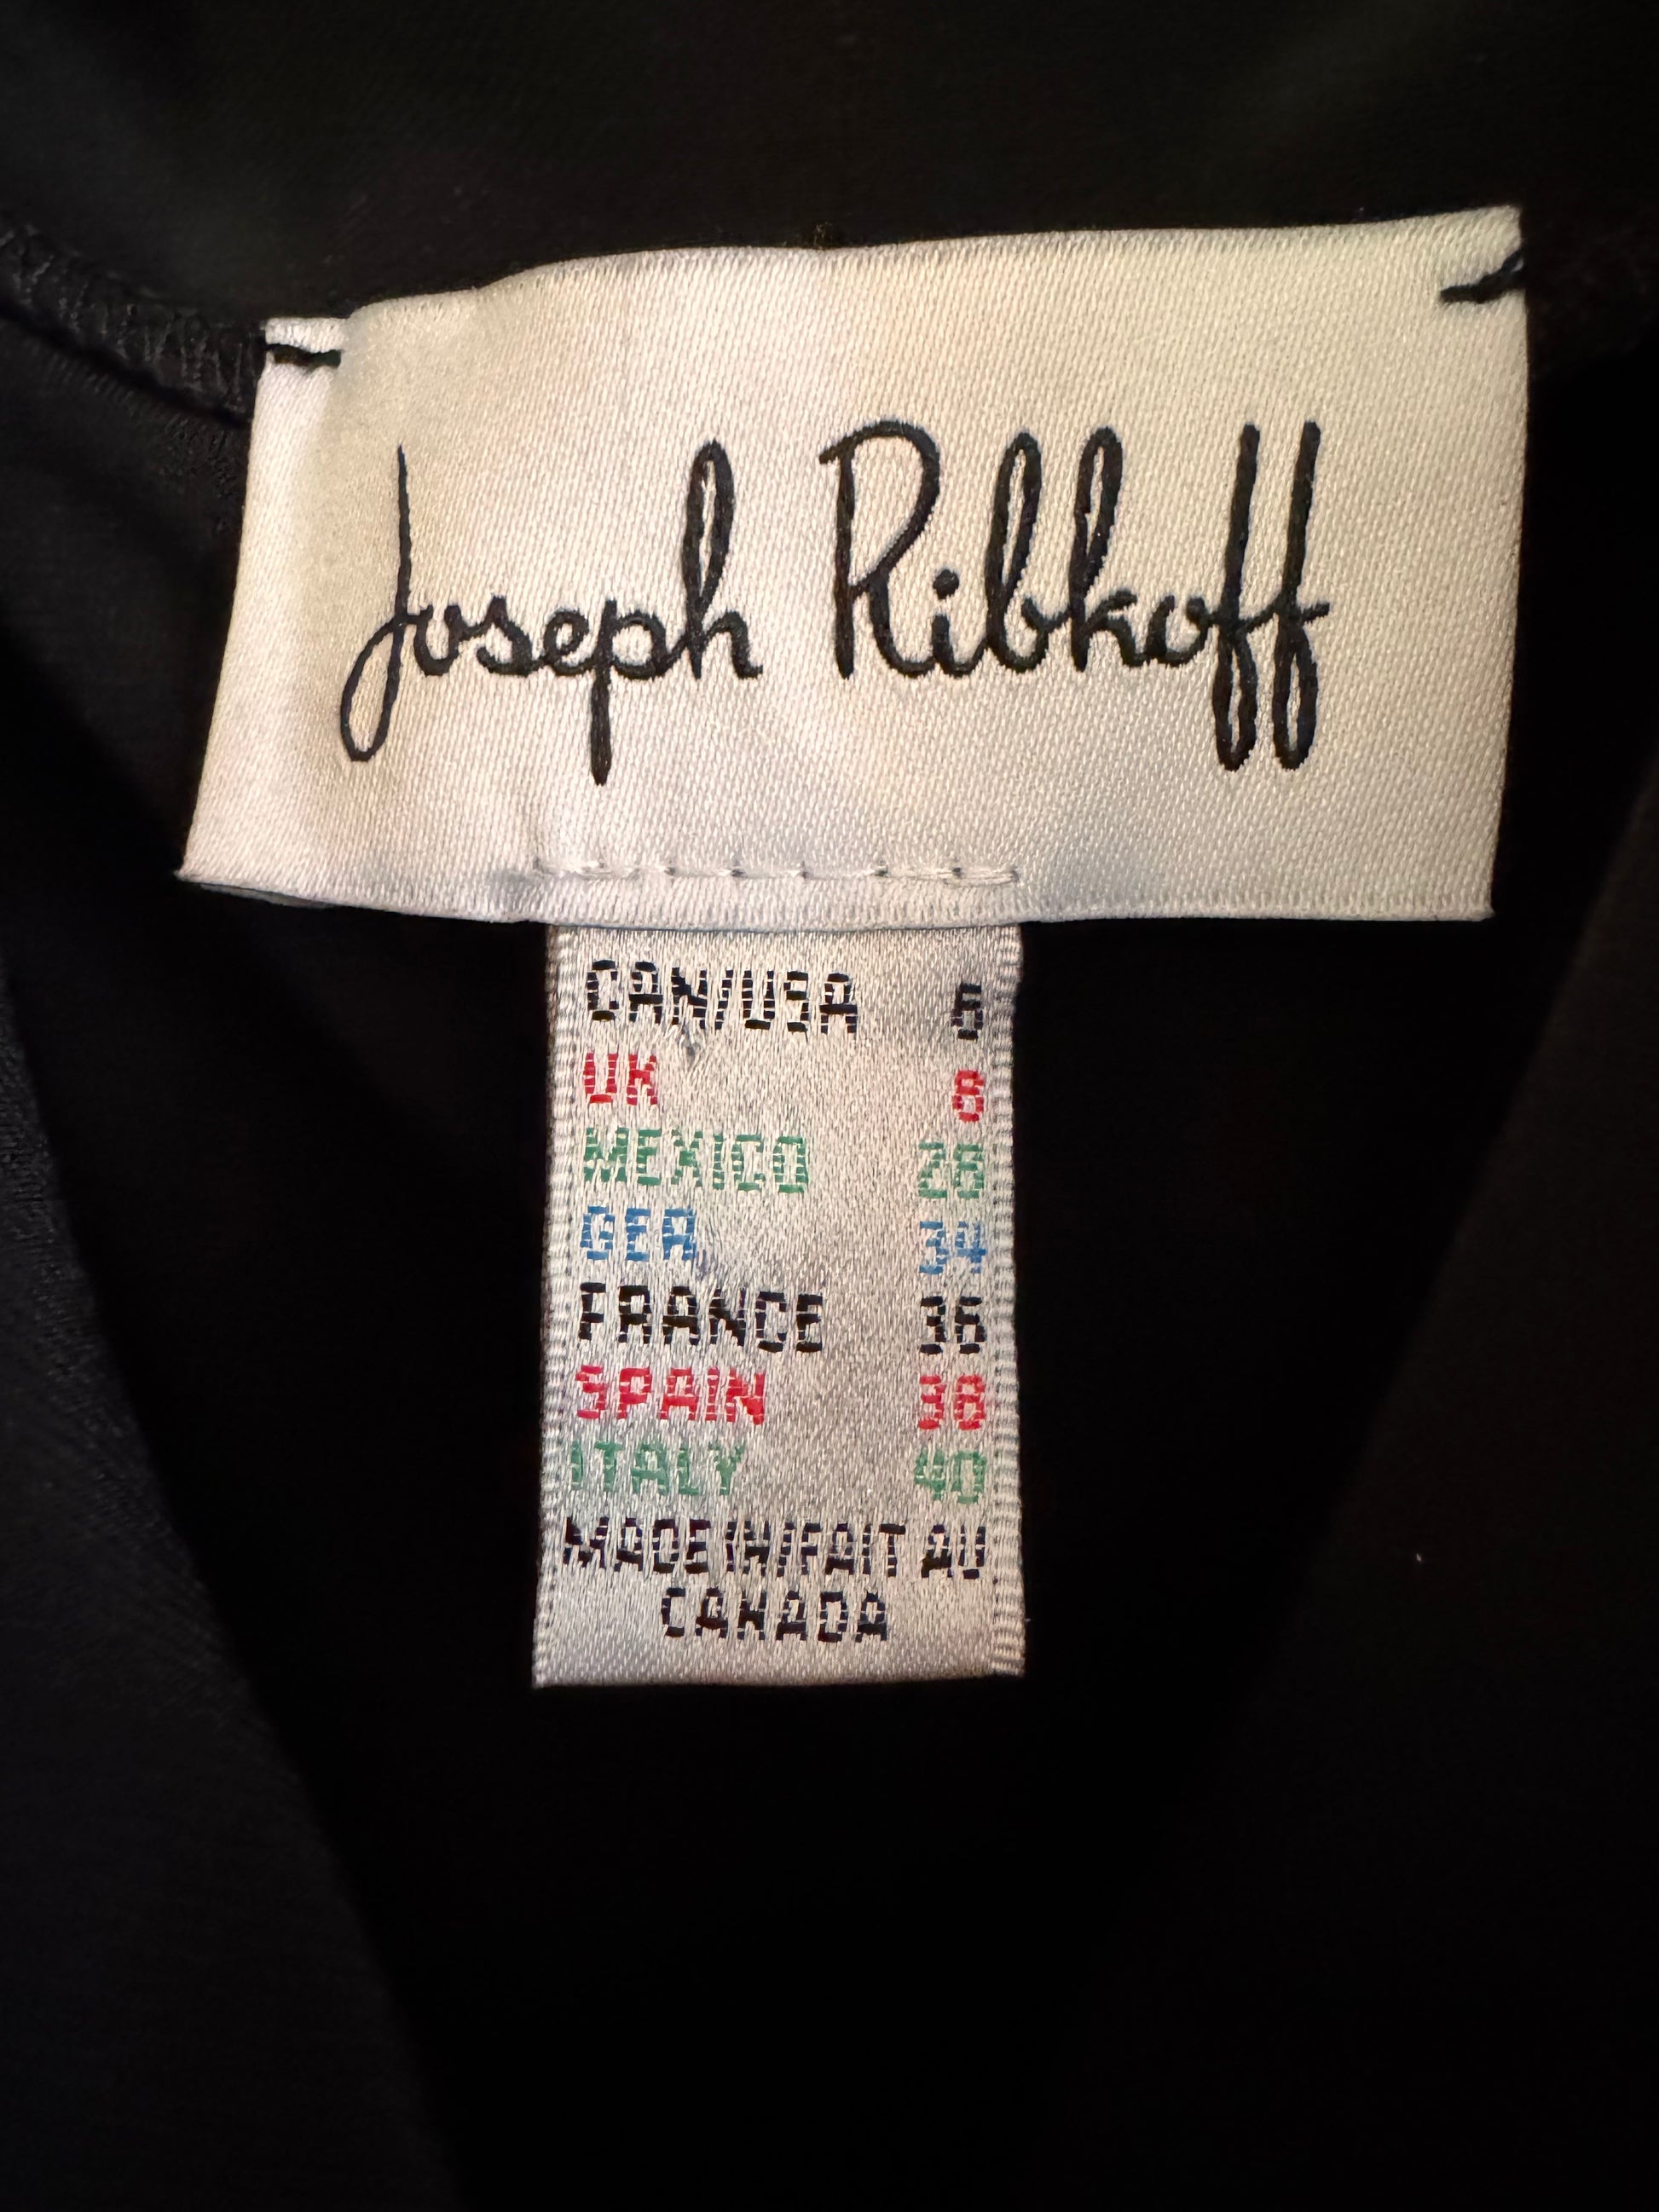 Joseph Ribkoff
CAN/USA 6
UK 8
MEXICO 28
GER 34
FRANCE 36
SPAIN 38
ITALY 40
MADE IN/FAIT AU
CANADA